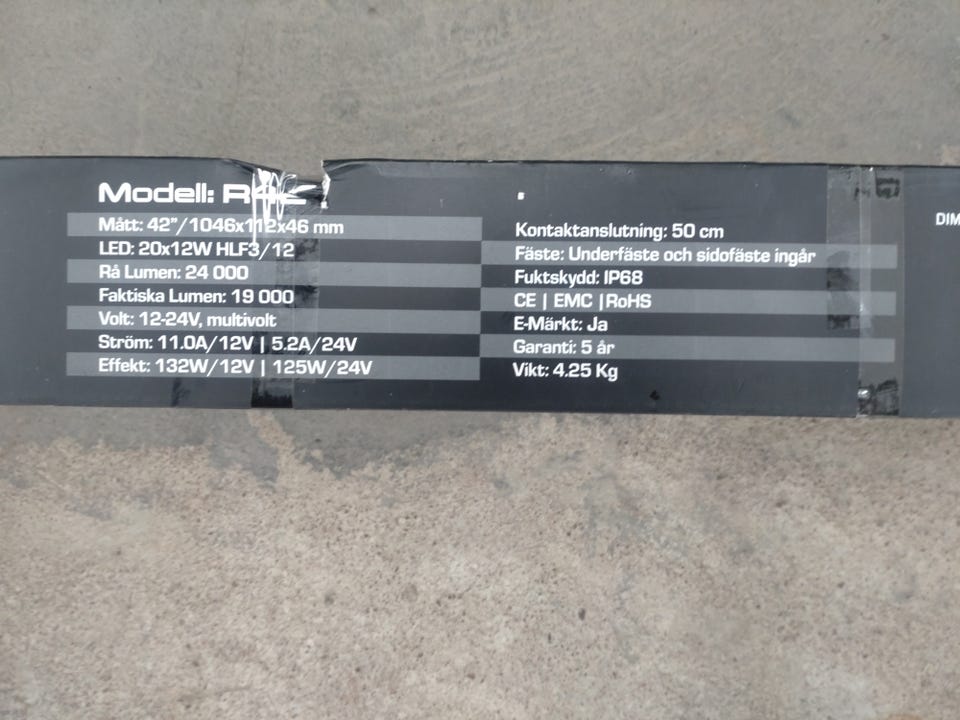 Modell: R42
Mått: 42”/1046x112x46 mm
LED: 20x12W HLF3/12
Rå Lumen: 24 000
Faktiska Lumen: 19 000
Volt: 12-24V, multivolt
Ström: 11.0A/12V | 5.2A/24V
Effekt: 132W/12V | 125W/24V
Kontaktanslutning: 50 cm
Fäste: Underfäste och sidofäste ingår
Fuktskydd: IP68
CE | EMC |RoHS
E-Märkt: Ja
Garanti: 5 år
Vikt: 4.25 Kg
DIM